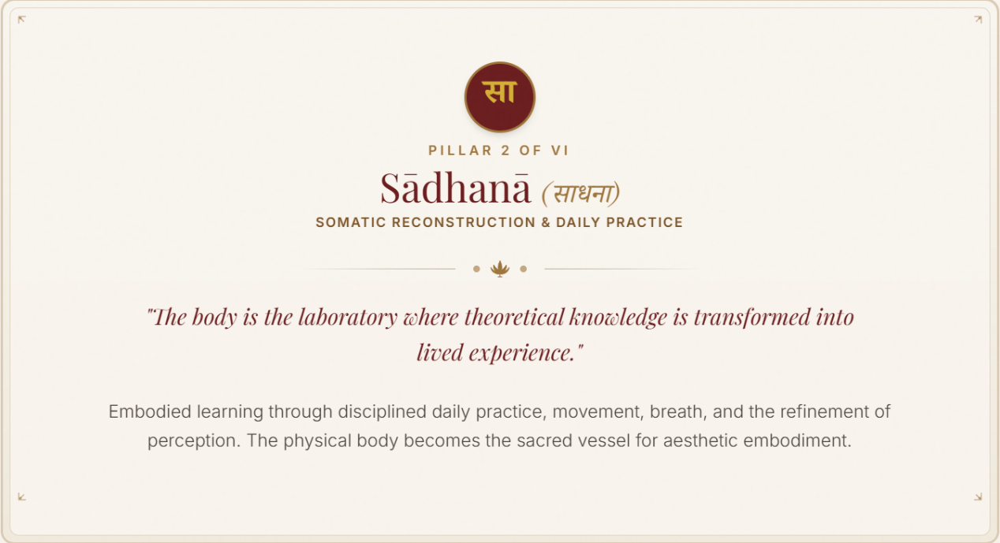 सा
PILLAR 2 OF VI
Sādhanā (साधना)
SOMATIC RECONSTRUCTION & DAILY PRACTICE
"The body is the laboratory where theoretical knowledge is transformed into
lived experience."
Embodied learning through disciplined daily practice, movement, breath, and the refinement of
perception. The physical body becomes the sacred vessel for aesthetic embodiment.